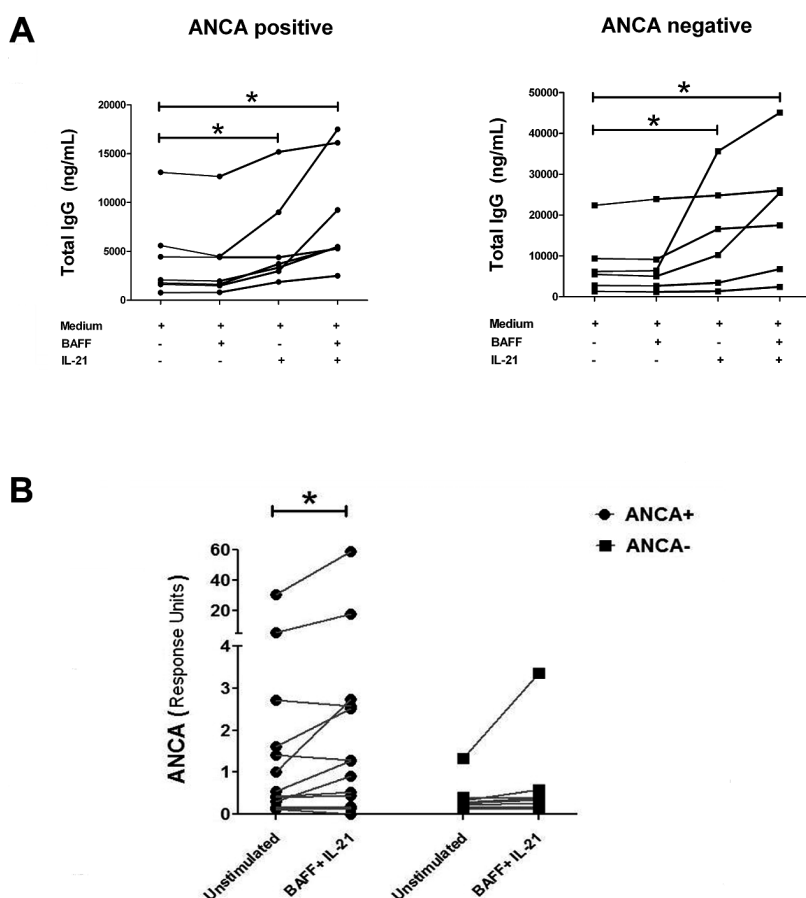 A
ANCA positive
ANCA negative
Total IgG (ng/mL)
20000
15000
10000
5000
0
*
*
Medium + + + +
BAFF - + - +
IL-21 - - + +
Total IgG (ng/mL)
50000
40000
30000
20000
10000
0
*
*
Medium + + + +
BAFF - + - +
IL-21 - - + +
B
*
ANCA+
ANCA-
ANCA (Response Units)
60
40
20
4
3
2
1
0
Unstimulated
BAFF+ IL-21
Unstimulated
BAFF+ IL-21